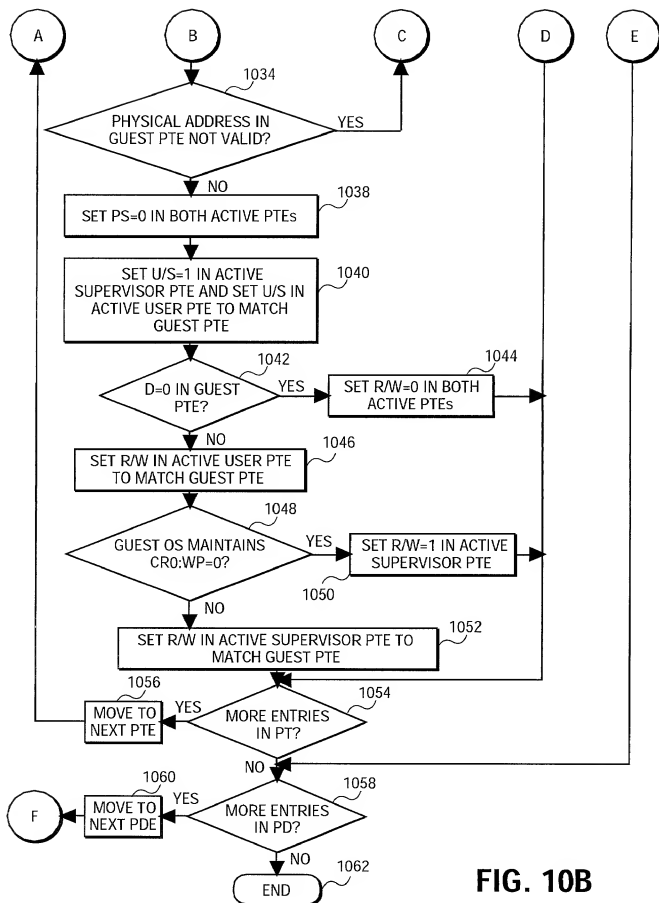 A
B
C
D
E
1034
PHYSICAL ADDRESS IN
GUEST PTE NOT VALID?
YES
NO
1038
SET PS=0 IN BOTH ACTIVE PTEs
SET U/S=1 IN ACTIVE
SUPERVISOR PTE AND SET U/S IN
ACTIVE USER PTE TO MATCH
GUEST PTE
1040
1042
D=0 IN GUEST
PTE?
YES
1044
SET R/W=0 IN BOTH
ACTIVE PTEs
NO
1046
SET R/W IN ACTIVE USER PTE
TO MATCH GUEST PTE
1048
GUEST OS MAINTAINS
CR0:WP=0?
YES
SET R/W=1 IN ACTIVE
SUPERVISOR PTE
1050
NO
1052
SET R/W IN ACTIVE SUPERVISOR PTE TO
MATCH GUEST PTE
1056
MOVE TO
NEXT PTE
YES
1054
MORE ENTRIES
IN PT?
NO
1060
F
MOVE TO
NEXT PDE
YES
1058
MORE ENTRIES
IN PD?
NO
1062
END
FIG. 10B